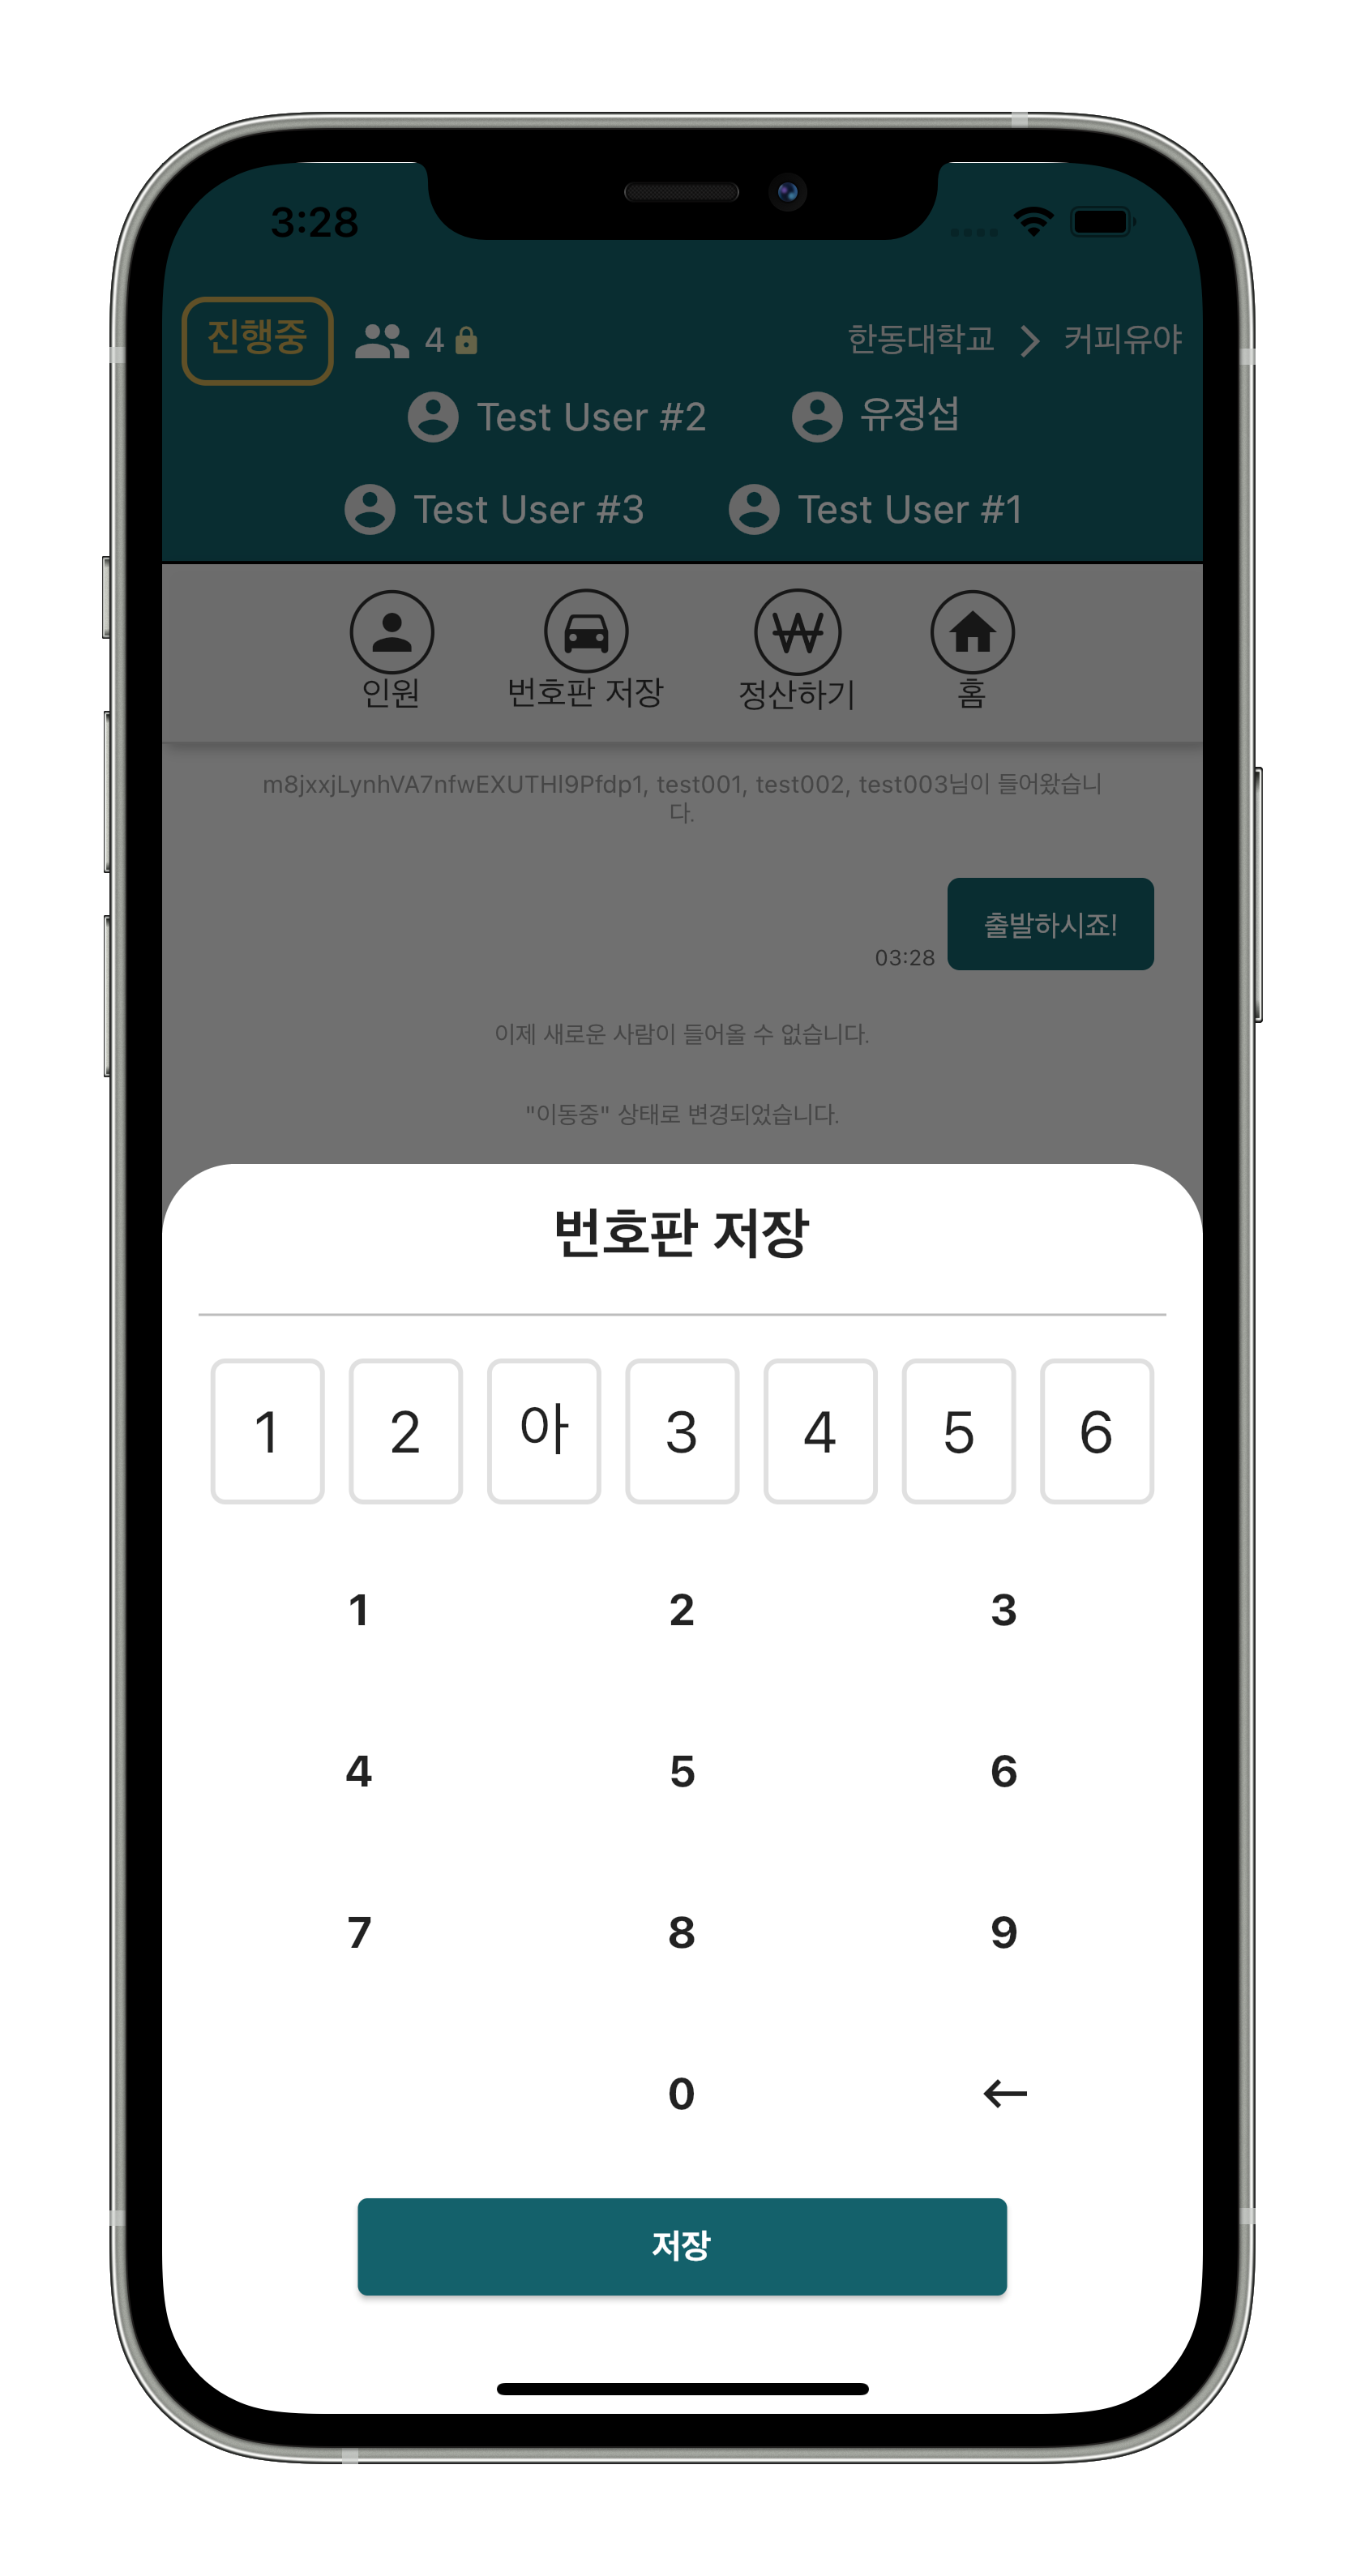 3:28
진행중 4 한동대학교 커피유야
Test User #2 유정섭
Test User #3 Test User #1
인원 번호판 저장 정산하기 홈
m8jxxjLynhVA7nfwEXUTHl9Pfdp1, test001, test002, test003님이 들어왔습니
다.
출발하시죠!
03:28
이제 새로운 사람이 들어올 수 없습니다.
"이동중" 상태로 변경되었습니다.
번호판 저장
1 2 아 3 4 5 6
1 2 3
4 5 6
7 8 9
0 ←
저장